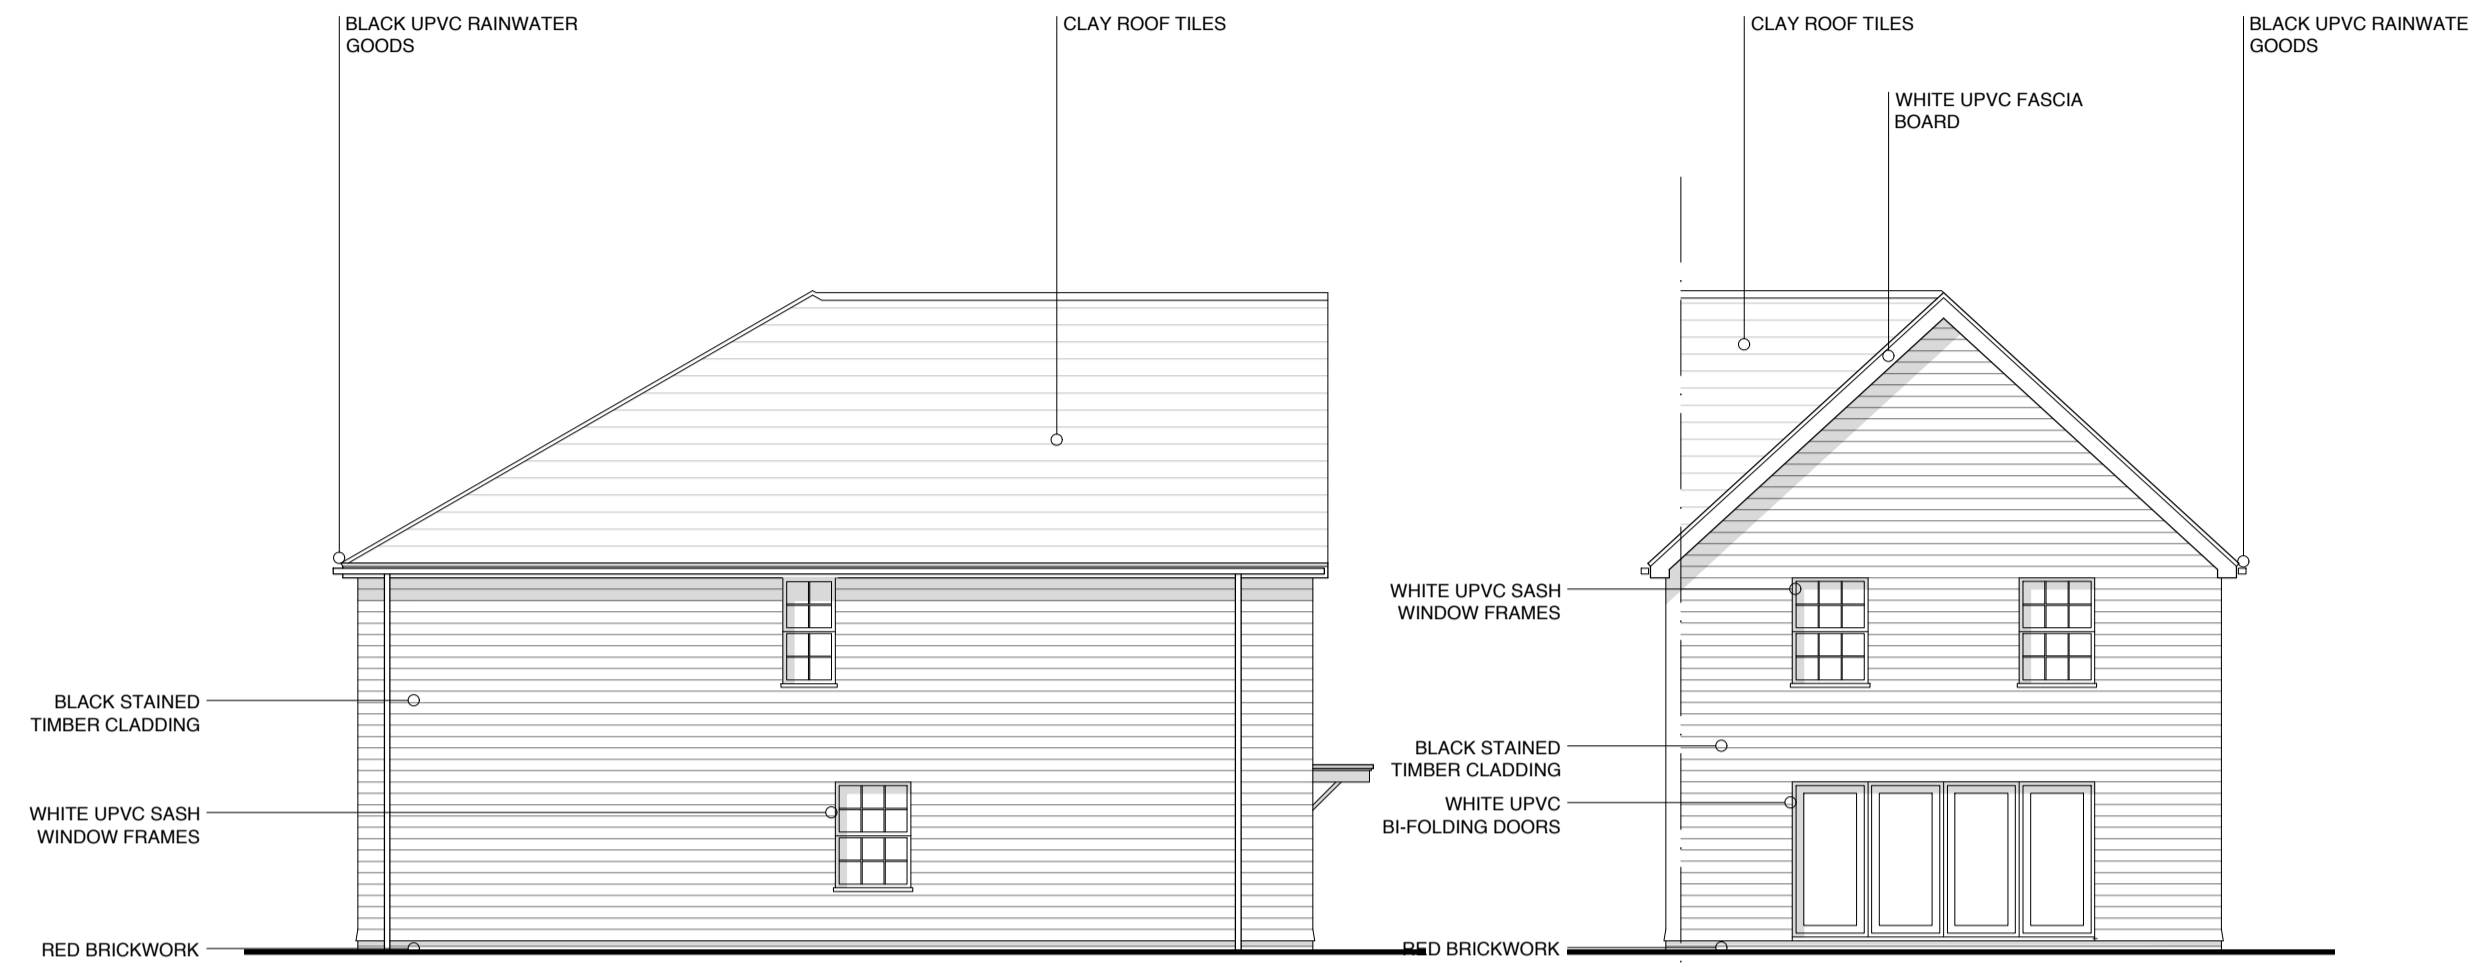 BLACK UPVC RAINWATER
GOODS
CLAY ROOF TILES
CLAY ROOF TILES
BLACK UPVC RAINWATE
GOODS
WHITE UPVC FASCIA
BOARD
WHITE UPVC SASH
WINDOW FRAMES
BLACK STAINED
TIMBER CLADDING
BLACK STAINED
TIMBER CLADDING
WHITE UPVC
BI-FOLDING DOORS
WHITE UPVC SASH
WINDOW FRAMES
RED BRICKWORK
RED BRICKWORK